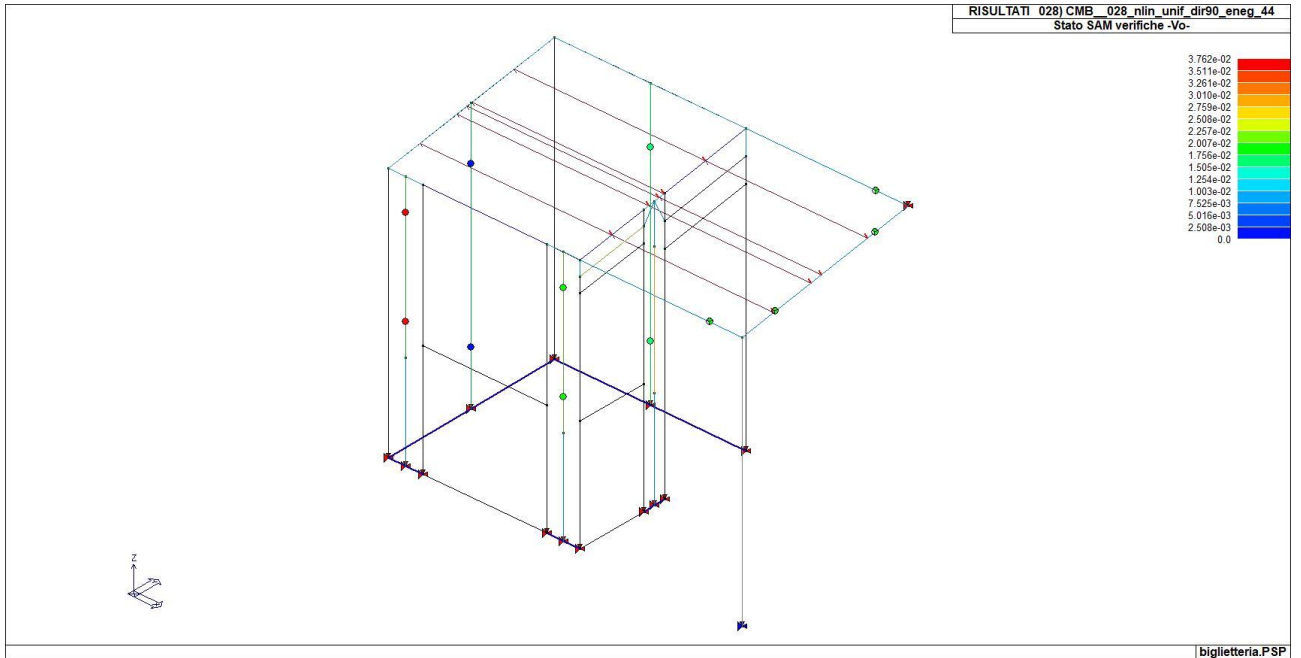 RISULTATI 028) CMB__028_nlin_unif_dir90_eneg_44
Stato SAM verifiche -Vo-
3.762e-02
3.511e-02
3.261e-02
3.010e-02
2.759e-02
2.508e-02
2.257e-02
2.007e-02
1.756e-02
1.505e-02
1.254e-02
1.003e-02
7.525e-03
5.016e-03
2.508e-03
0.0
Z
biglietteria.PSP